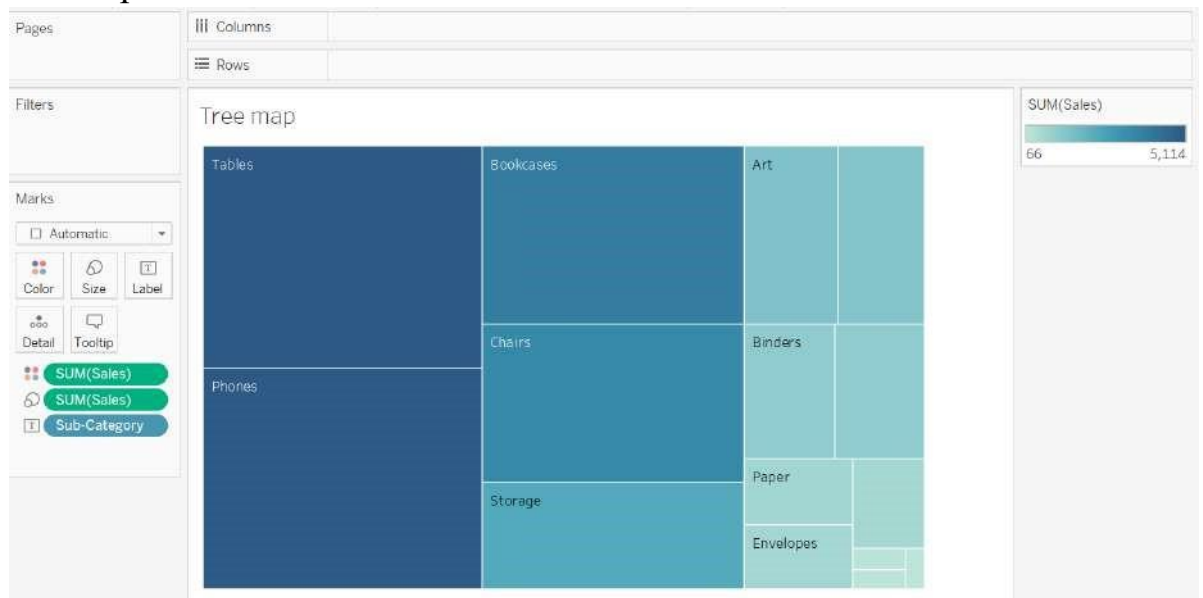 Pages
Columns
Rows
Filters
Tree map
SUM(Sales)
66 5,114
Marks
Automatic
Color Size Label
Detail Tooltip
SUM(Sales)
SUM(Sales)
Sub-Category
Tables
Phones
Bookcases
Chairs
Storage
Art
Binders
Paper
Envelopes